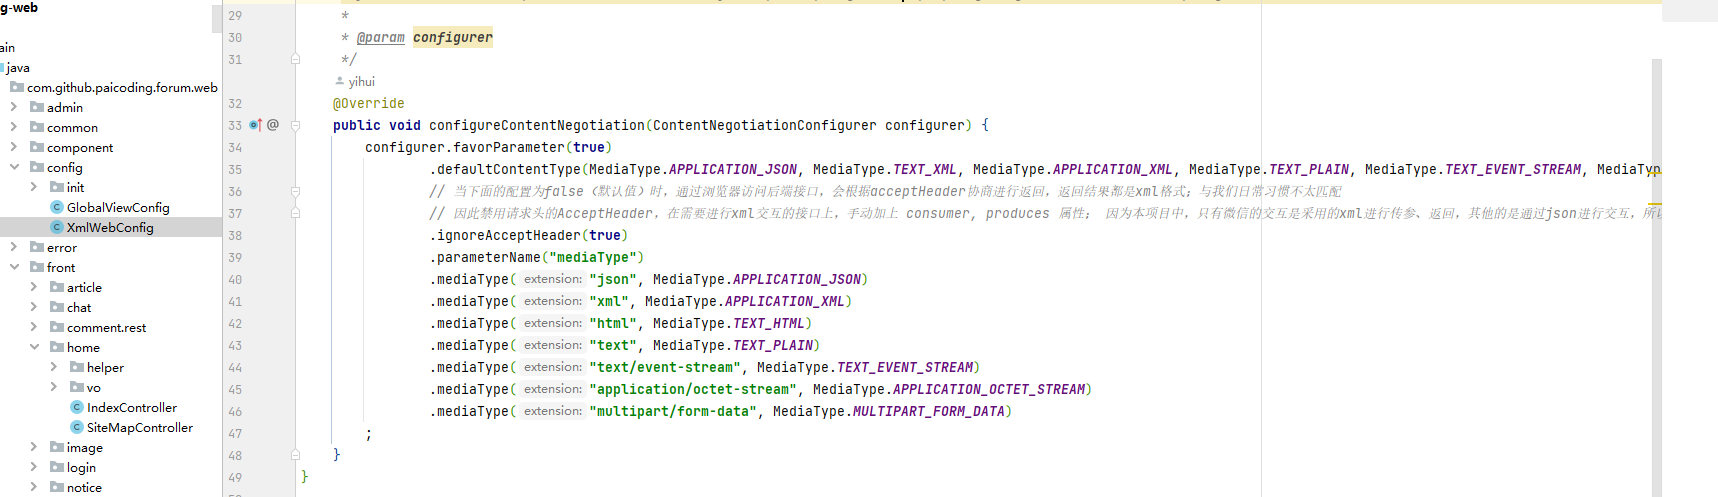 g-web
ain
java
com.github.paicoding.forum.web
admin
common
component
config
init
GlobalViewConfig
XmlWebConfig
error
front
article
chat
comment.rest
home
helper
vo
IndexController
SiteMapController
image
login
notice
29 *
30 * @param configurer
31 */
yihui
32 @Override
33 public void configureContentNegotiation(ContentNegotiationConfigurer configurer) {
34 configurer.favorParameter(true)
35 .defaultContentType(MediaType.APPLICATION_JSON, MediaType.TEXT_XML, MediaType.APPLICATION_XML, MediaType.TEXT_PLAIN, MediaType.TEXT_EVENT_STREAM, MediaTyp
36 // 当下面的配置为false（默认值）时，通过浏览器访问后端接口，会根据acceptHeader协商进行返回，返回结果都是xml格式；与我们日常习惯不太匹配
37 // 因此禁用请求头的AcceptHeader，在需要进行xml交互的接口上，手动加上 consumer, produces 属性； 因为本项目中，只有微信的交互是采用的xml进行传参、返回，其他的是通过json进行交互，所以
38 .ignoreAcceptHeader(true)
39 .parameterName("mediaType")
40 .mediaType( extension: "json", MediaType.APPLICATION_JSON)
41 .mediaType( extension: "xml", MediaType.APPLICATION_XML)
42 .mediaType( extension: "html", MediaType.TEXT_HTML)
43 .mediaType( extension: "text", MediaType.TEXT_PLAIN)
44 .mediaType( extension: "text/event-stream", MediaType.TEXT_EVENT_STREAM)
45 .mediaType( extension: "application/octet-stream", MediaType.APPLICATION_OCTET_STREAM)
46 .mediaType( extension: "multipart/form-data", MediaType.MULTIPART_FORM_DATA)
47 ;
48 }
49 }